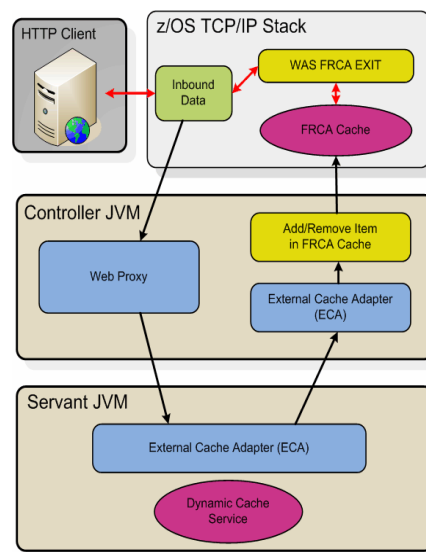 HTTP Client
z/OS TCP/IP Stack
Inbound
Data
WAS FRCA EXIT
FRCA Cache
Controller JVM
Web Proxy
Add/Remove Item
in FRCA Cache
External Cache Adapter
(ECA)
Servant JVM
External Cache Adapter (ECA)
Dynamic Cache
Service